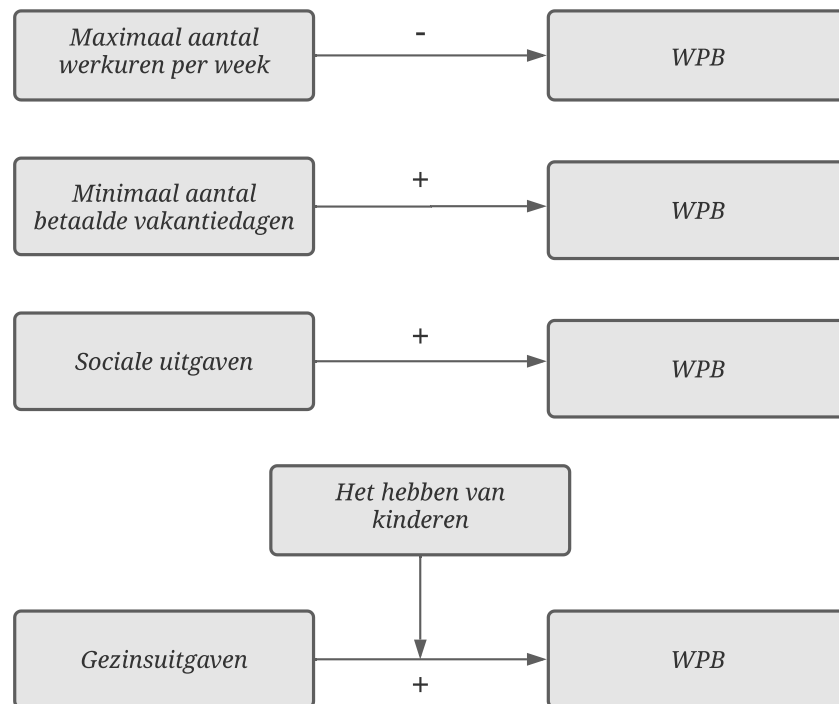 Maximaal aantal
werkuren per week
-
WPB
Minimaal aantal
betaalde vakantiedagen
+
WPB
Sociale uitgaven
+
WPB
Het hebben van
kinderen
Gezinsuitgaven
+
WPB